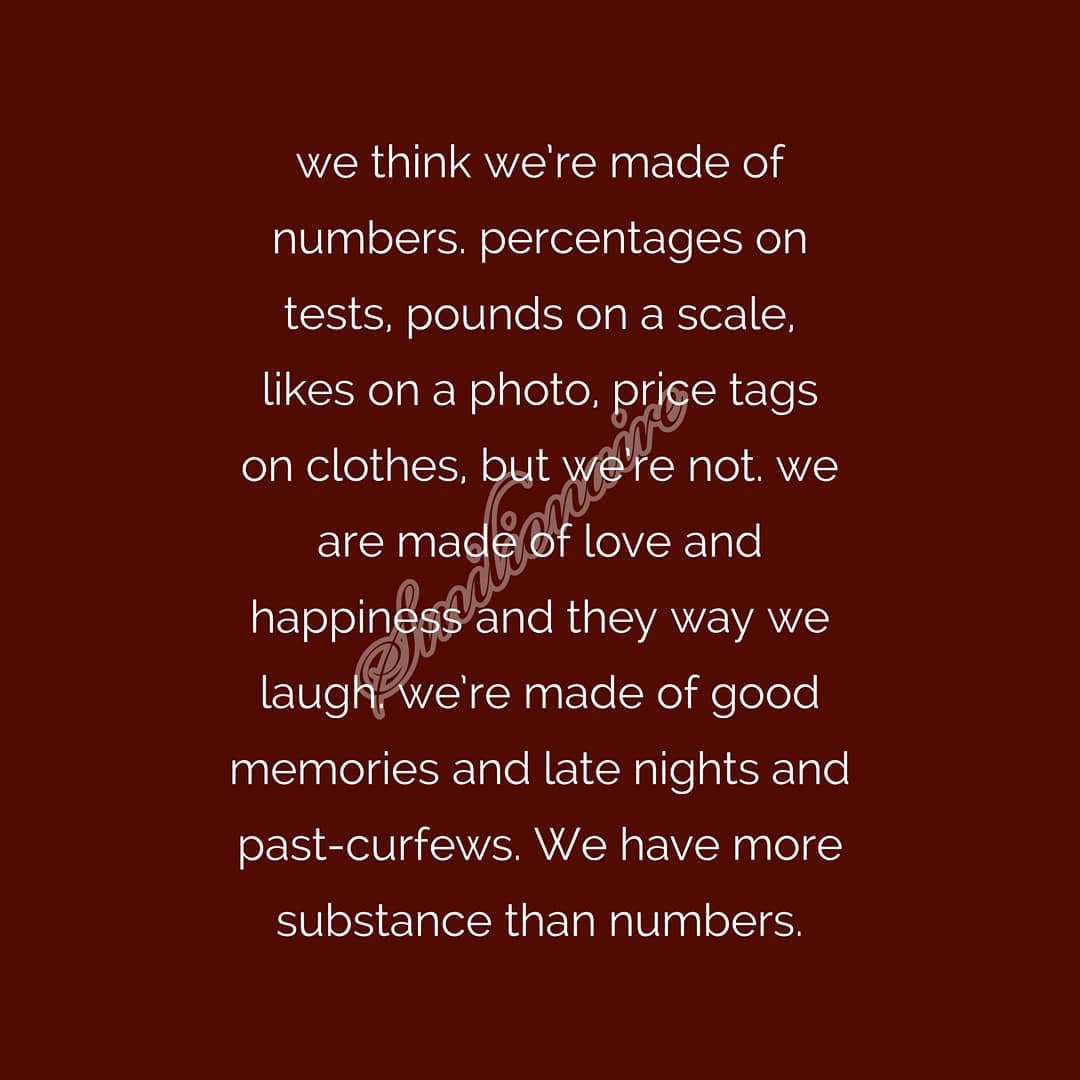 we think we're made of
numbers. percentages on
tests, pounds on a scale,
likes on a photo, price tags
on clothes, but we're not. we
are made of love and
happiness and they way we
laugh. we're made of good
memories and late nights and
past-curfews. We have more
substance than numbers.
Smilionaire